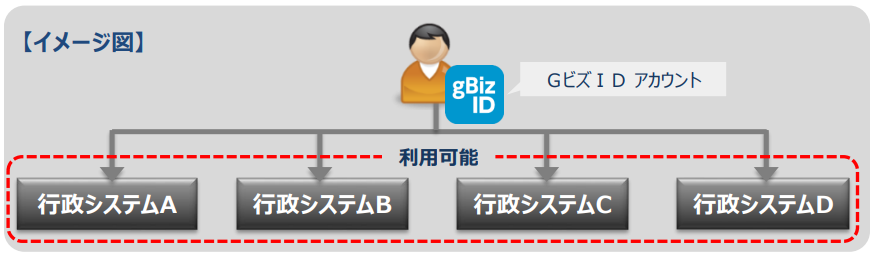 【イメージ図】
gBiz
ID
GビズＩＤ アカウント
利用可能
行政システムA
行政システムB
行政システムC
行政システムD